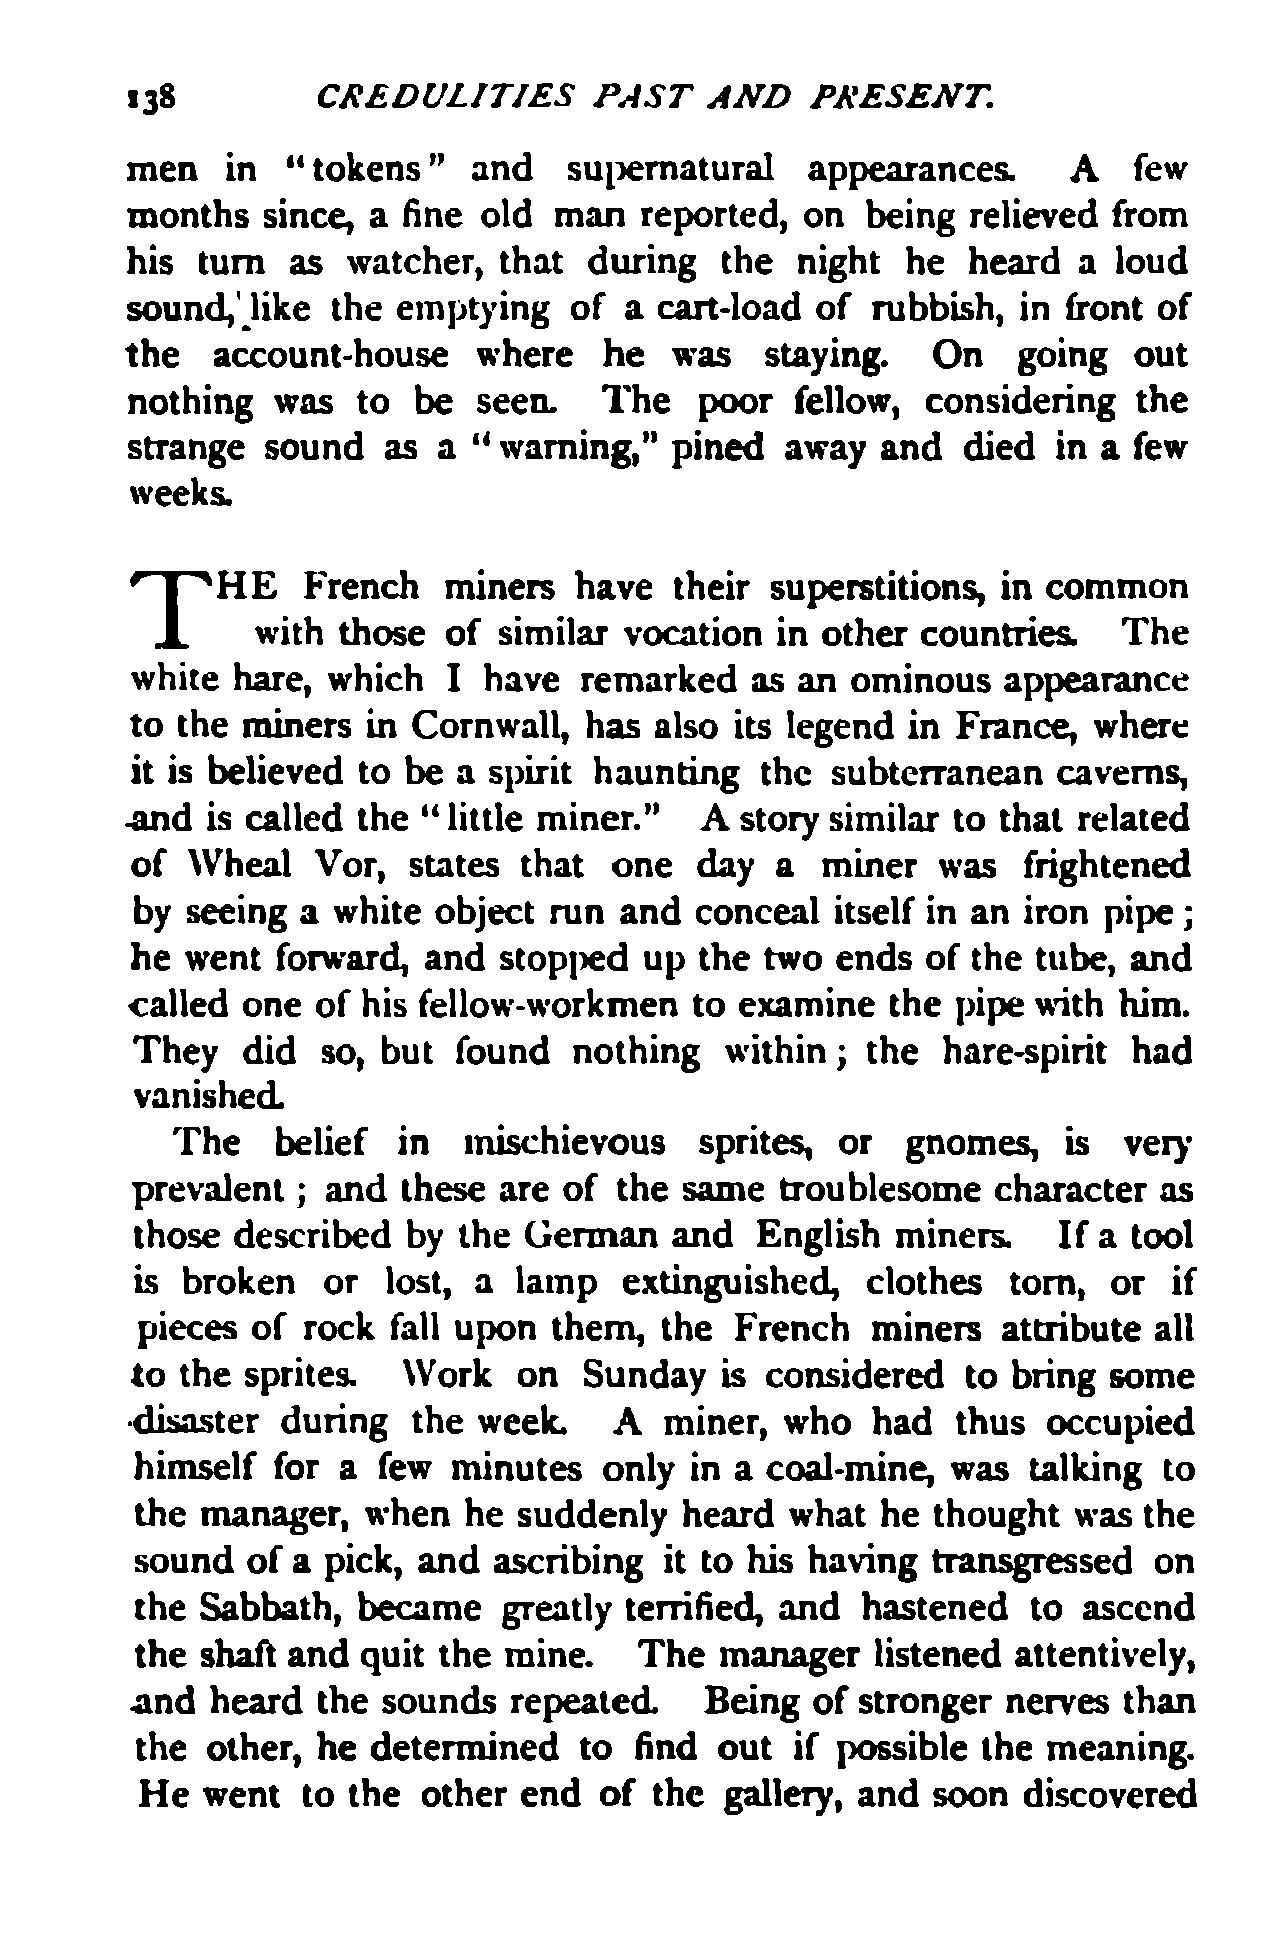 138 CREDULITIES PAST AND PRESENT.
men in “tokens” and supernatural appearances. A few
months since, a fine old man reported, on being relieved from
his turn as watcher, that during the night he heard a loud
sound, like the emptying of a cart-load of rubbish, in front of
the account-house where he was staying. On going out
nothing was to be seen. The poor fellow, considering the
strange sound as a “warning,” pined away and died in a few
weeks.
THE French miners have their superstitions, in common
with those of similar vocation in other countries. The
white hare, which I have remarked as an ominous appearance
to the miners in Cornwall, has also its legend in France, where
it is believed to be a spirit haunting the subterranean caverns,
and is called the “little miner.” A story similar to that related
of Wheal Vor, states that one day a miner was frightened
by seeing a white object run and conceal itself in an iron pipe;
he went forward, and stopped up the two ends of the tube, and
called one of his fellow-workmen to examine the pipe with him.
They did so, but found nothing within; the hare-spirit had
vanished.
The belief in mischievous sprites, or gnomes, is very
prevalent; and these are of the same troublesome character as
those described by the German and English miners. If a tool
is broken or lost, a lamp extinguished, clothes torn, or if
pieces of rock fall upon them, the French miners attribute all
to the sprites. Work on Sunday is considered to bring some
disaster during the week. A miner, who had thus occupied
himself for a few minutes only in a coal-mine, was talking to
the manager, when he suddenly heard what he thought was the
sound of a pick, and ascribing it to his having transgressed on
the Sabbath, became greatly terrified, and hastened to ascend
the shaft and quit the mine. The manager listened attentively,
and heard the sounds repeated. Being of stronger nerves than
the other, he determined to find out if possible the meaning.
He went to the other end of the gallery, and soon discovered